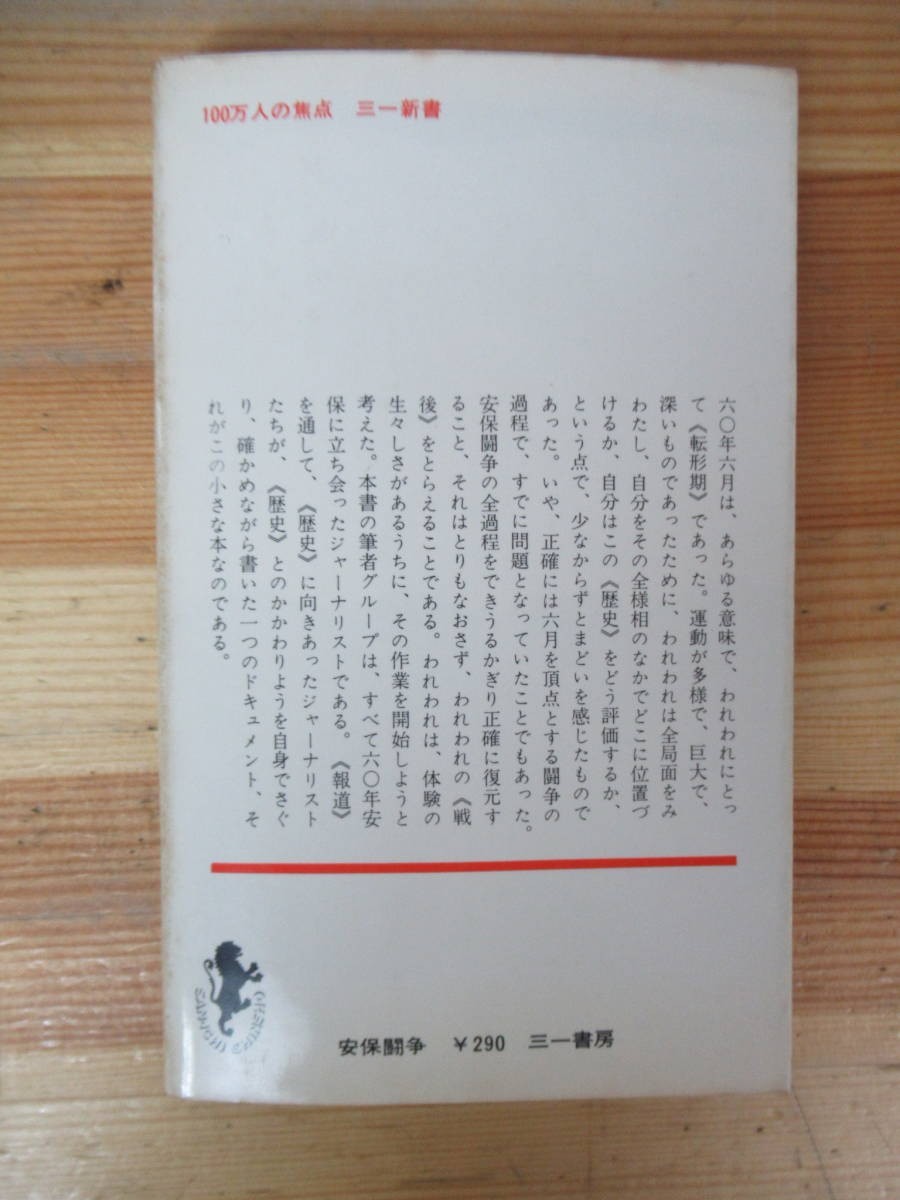 100万人の焦点 三一新書
六〇年六月は、あらゆる意味で、われわれにとっ
て《転形期》であった。運動が多様で、巨大で、
深いものであったために、われわれは全局面をみ
わたし、自分をその全様相のなかでどこに位置づ
けるか、自分はこの《歴史》をどう評価するか、
という点で、少なからずとまどいを感じたもので
あった。いや、正確には六月を頂点とする闘争の
過程で、すでに問題となっていたことでもあった。
安保闘争の全過程をできうるかぎり正確に復元す
ること、それはとりもなおさず、われわれの《戦
後》をとらえることである。われわれは、体験の
生々しさがあるうちに、その作業を開始しようと
考えた。本書の筆者グループは、すべて六〇年安
保に立ち会ったジャーナリストである。《報道》
を通して、《歴史》に向きあったジャーナリスト
たちが、《歴史》とのかかわりようを自身でさぐ
り、確かめながら書いた一つのドキュメント、そ
れがこの小さな本なのである。
安保闘争 ¥290 三一書房